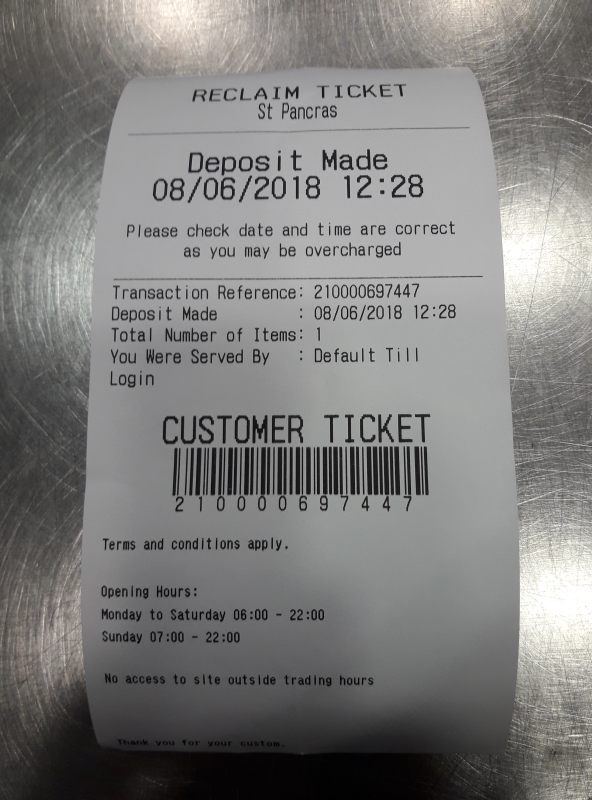 RECLAIM TICKET
St Pancras
Deposit Made
08/06/2018 12:28
Please check date and time are correct
as you may be overcharged
Transaction Reference: 210000697447
Deposit Made : 08/06/2018 12:28
Total Number of Items: 1
You Were Served By : Default Till
Login
CUSTOMER TICKET
210000697447
Terms and conditions apply.
Opening Hours:
Monday to Saturday 06:00 - 22:00
Sunday 07:00 - 22:00
No access to site outside trading hours
Thank you for your custom.